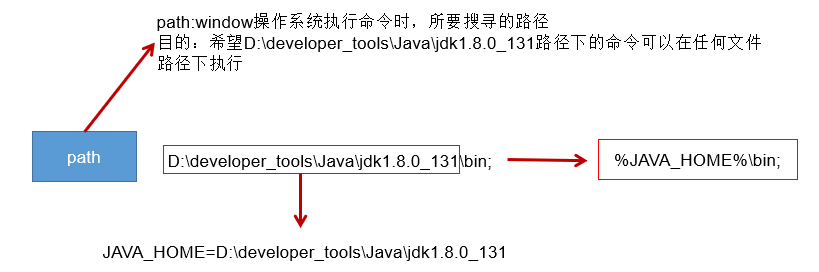 path:window操作系统执行命令时，所要搜寻的路径
目的：希望D:\developer_tools\Java\jdk1.8.0_131路径下的命令可以在任何文件
路径下执行
path
D:\developer_tools\Java\jdk1.8.0_131\bin;
%JAVA_HOME%\bin;
JAVA_HOME=D:\developer_tools\Java\jdk1.8.0_131